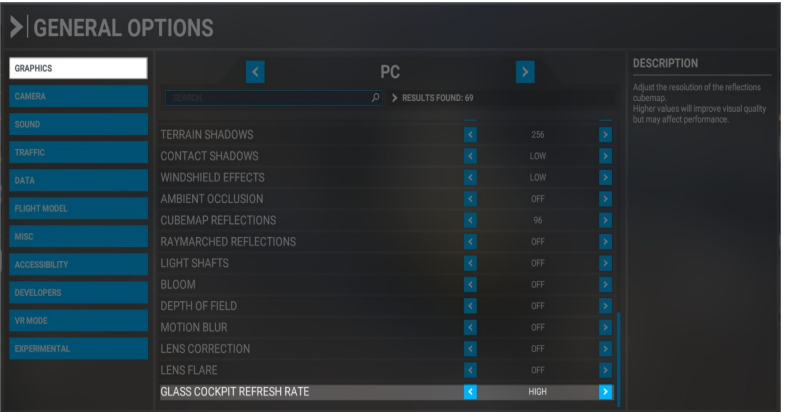 GENERAL OPTIONS
GRAPHICS
CAMERA
SOUND
TRAFFIC
DATA
FLIGHT MODEL
MISC
ACCESSIBILITY
DEVELOPERS
VR MODE
EXPERIMENTAL
PC
SEARCH
RESULTS FOUND: 69
TERRAIN SHADOWS 256
CONTACT SHADOWS LOW
WINDSHIELD EFFECTS LOW
AMBIENT OCCLUSION OFF
CUBEMAP REFLECTIONS 96
RAYMARCHED REFLECTIONS OFF
LIGHT SHAFTS OFF
BLOOM OFF
DEPTH OF FIELD OFF
MOTION BLUR OFF
LENS CORRECTION OFF
LENS FLARE OFF
GLASS COCKPIT REFRESH RATE HIGH
DESCRIPTION
Adjust the resolution of the reflections
cubemap.
Higher values will improve visual quality
but may affect performance.